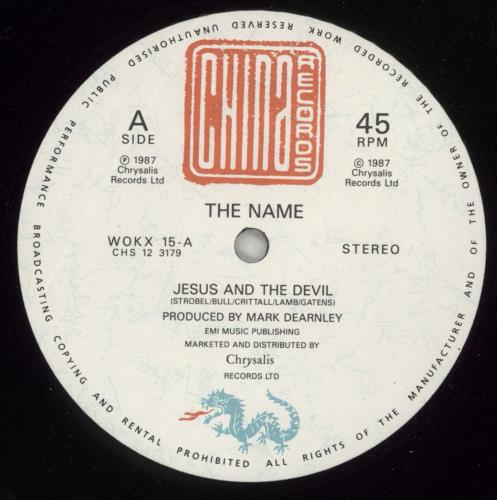 CHINA
RECORDS
A
SIDE
℗ 1987
Chrysalis
Records Ltd
45
RPM
© 1987
Chrysalis
Records Ltd
THE NAME
WOKX 15-A
CHS 12 3179
STEREO
JESUS AND THE DEVIL
(STROBEL/BULL/CRITTALL/LAMB/GATENS)
PRODUCED BY MARK DEARNLEY
EMI MUSIC PUBLISHING
MARKETED AND DISTRIBUTED BY
Chrysalis
RECORDS LTD
ALL RIGHTS OF THE MANUFACTURER AND OF THE OWNER OF THE RECORDED WORK RESERVED UNAUTHORISED PUBLIC PERFORMANCE BROADCASTING COPYING AND RENTAL PROHIBITED